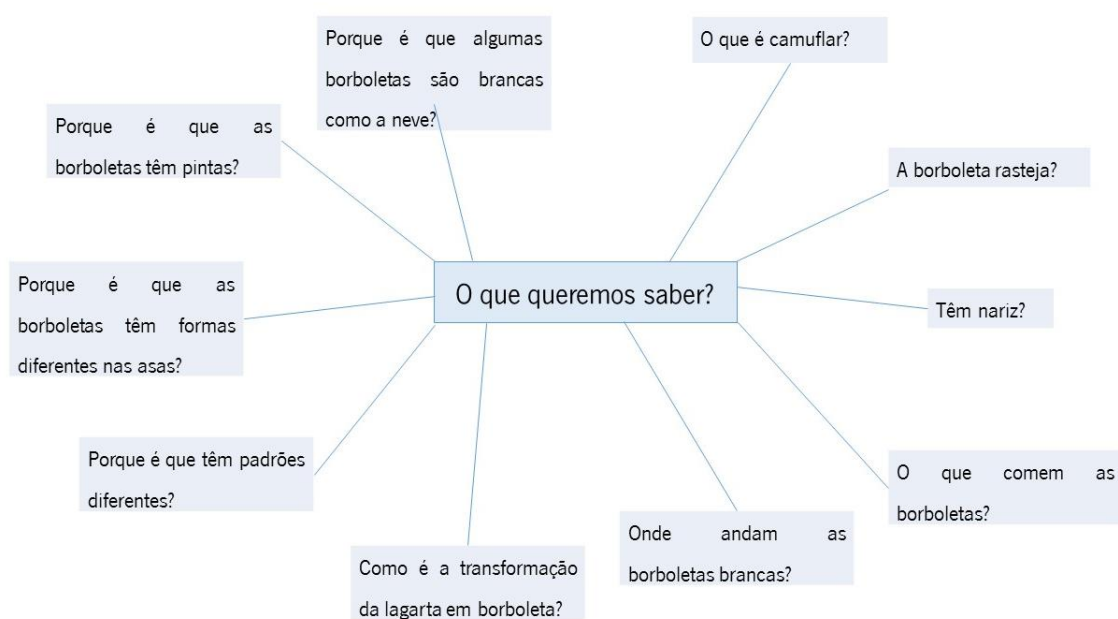 Porque é que algumas
borboletas são brancas
como a neve?
O que é camuflar?
Porque é que as
borboletas têm pintas?
A borboleta rasteja?
Porque é que as
borboletas têm formas
diferentes nas asas?
O que queremos saber?
Têm nariz?
Porque é que têm padrões
diferentes?
O que comem as
borboletas?
Como é a transformação
da lagarta em borboleta?
Onde andam as
borboletas brancas?